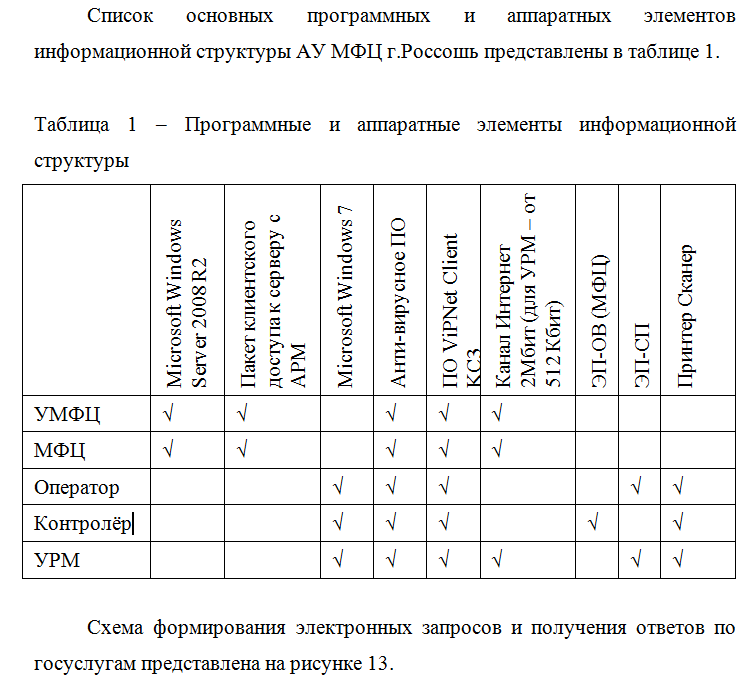 Список основных программных и аппаратных элементов
информационной структуры АУ МФЦ г.Россошь представлены в таблице 1.
Таблица 1 – Программные и аппаратные элементы информационной
структуры
Microsoft Windows
Server 2008 R2
Пакет клиентского
доступа к серверу с
АРМ
Microsoft Windows 7
Анти-вирусное ПО
ПО ViPNet Client
КС3
Канал Интернет
2Мбит (для УРМ – от
512 Кбит)
ЭП-ОВ (МФЦ)
ЭП-СП
Принтер Сканер
УМФЦ √ √ √ √ √
МФЦ √ √ √ √ √
Оператор √ √ √ √ √
Контролёр √ √ √ √ √
УРМ √ √ √ √ √ √
Схема формирования электронных запросов и получения ответов по
госуслугам представлена на рисунке 13.